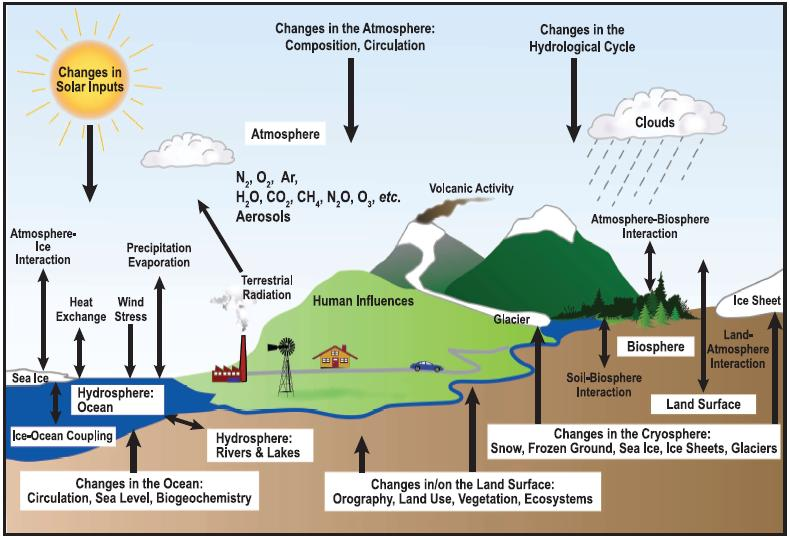 Changes in the Atmosphere:
Composition, Circulation
Changes in the
Hydrological Cycle
Changes in
Solar Inputs
Clouds
Atmosphere
N₂, O₂, Ar,
H₂O, CO₂, CH₄, N₂O, O₃, etc.
Aerosols
Volcanic Activity
Atmosphere-
Ice
Interaction
Precipitation
Evaporation
Atmosphere-Biosphere
Interaction
Terrestrial
Radiation
Heat
Exchange
Wind
Stress
Human Influences
Glacier
Ice Sheet
Land-
Atmosphere
Interaction
Biosphere
Soil-Biosphere
Interaction
Land Surface
Sea Ice
Hydrosphere:
Ocean
Ice-Ocean Coupling
Hydrosphere:
Rivers & Lakes
Changes in the Cryosphere:
Snow, Frozen Ground, Sea Ice, Ice Sheets, Glaciers
Changes in the Ocean:
Circulation, Sea Level, Biogeochemistry
Changes in/on the Land Surface:
Orography, Land Use, Vegetation, Ecosystems